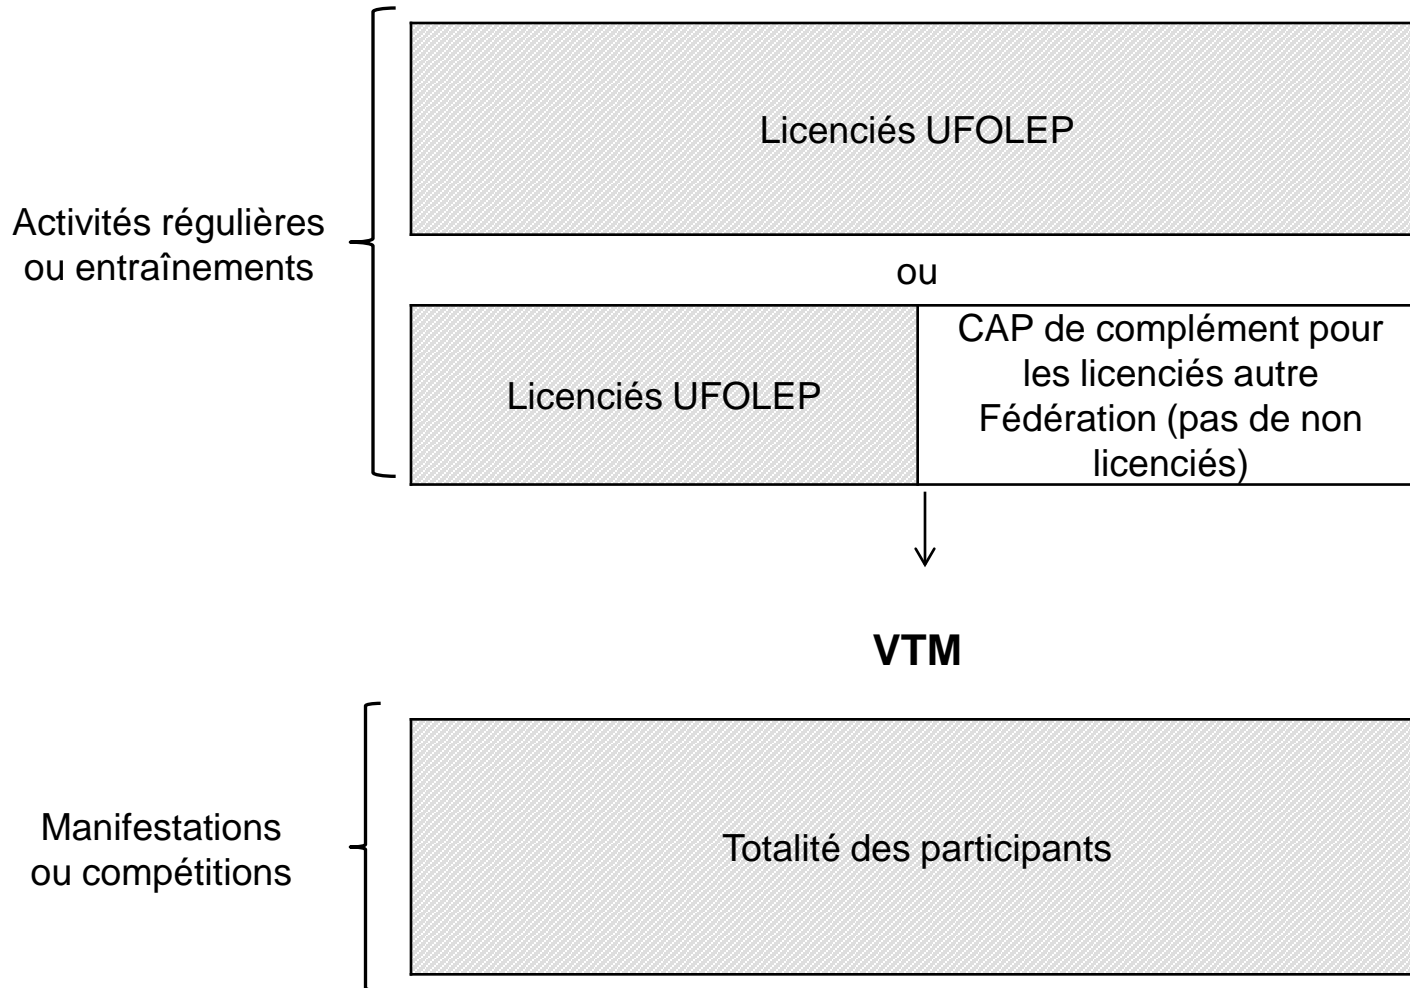 Licenciés UFOLEP
Activités régulières
ou entraînements
ou
Licenciés UFOLEP
CAP de complément pour
les licenciés autre
Fédération (pas de non
licenciés)
VTM
Manifestations
ou compétitions
Totalité des participants